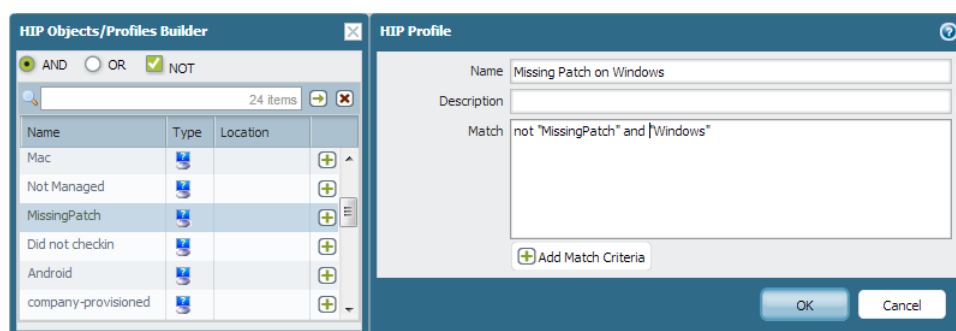 HIP Objects/Profiles Builder
AND OR NOT
24 items
Name Type Location
Mac
Not Managed
MissingPatch
Did not checkin
Android
company-provisioned
HIP Profile
Name Missing Patch on Windows
Description
Match not "MissingPatch" and "Windows"
Add Match Criteria
OK Cancel